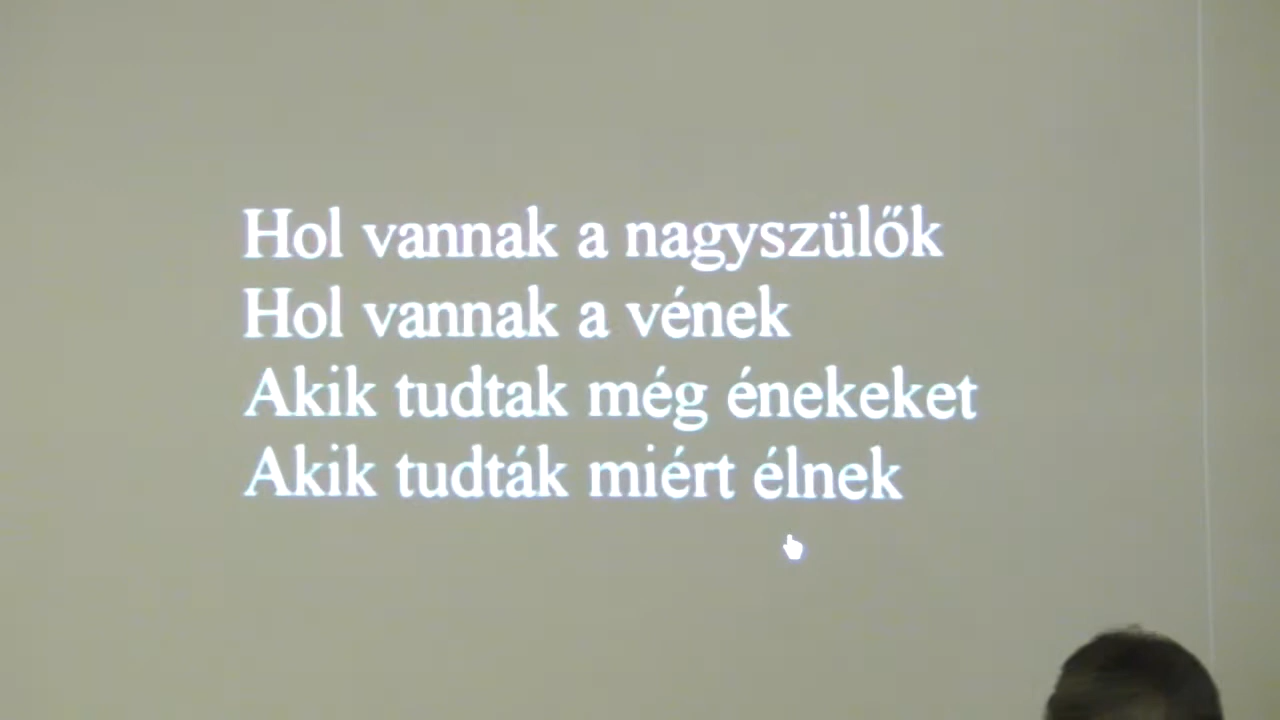 Hol vannak a nagyszülők
Hol vannak a vének
Akik tudtak még énekeket
Akik tudták miért élnek